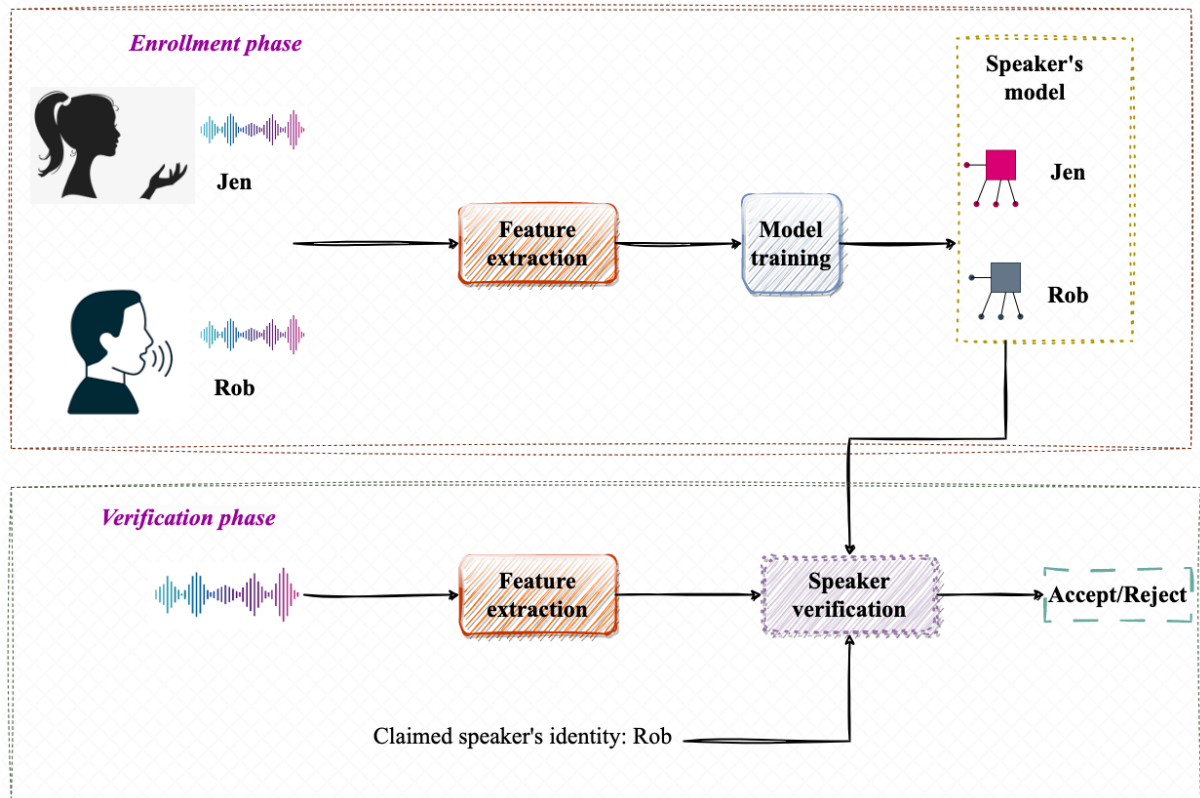 Enrollment phase
Speaker's
model
Jen
Jen
Feature
extraction
Model
training
Rob
Rob
Verification phase
Feature
extraction
Speaker
verification
Accept/Reject
Claimed speaker's identity: Rob